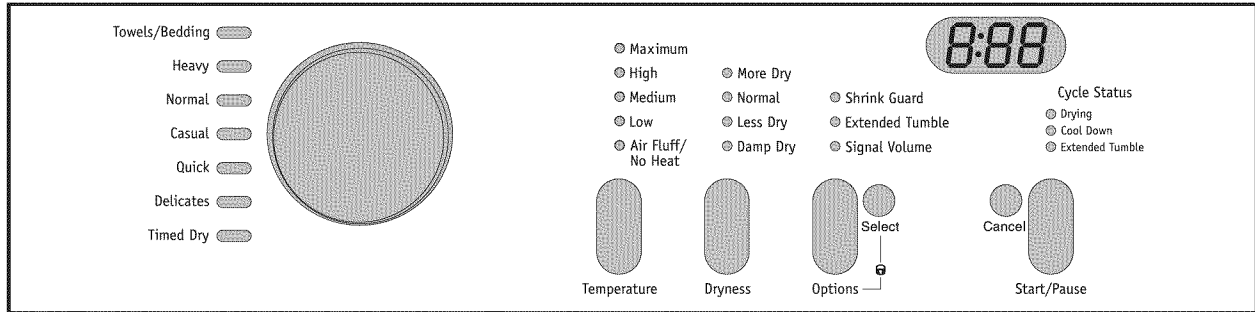 Towels/Bedding
Heavy
Normal
Casual
Quick
Delicates
Timed Dry
Maximum
High
Medium
Low
Air Fluff/
No Heat
Temperature
More Dry
Normal
Less Dry
Damp Dry
Dryness
Shrink Guard
Extended Tumble
Signal Volume
Select
Options
8:88
Cycle Status
Drying
Cool Down
Extended Tumble
Cancel
Start/Pause